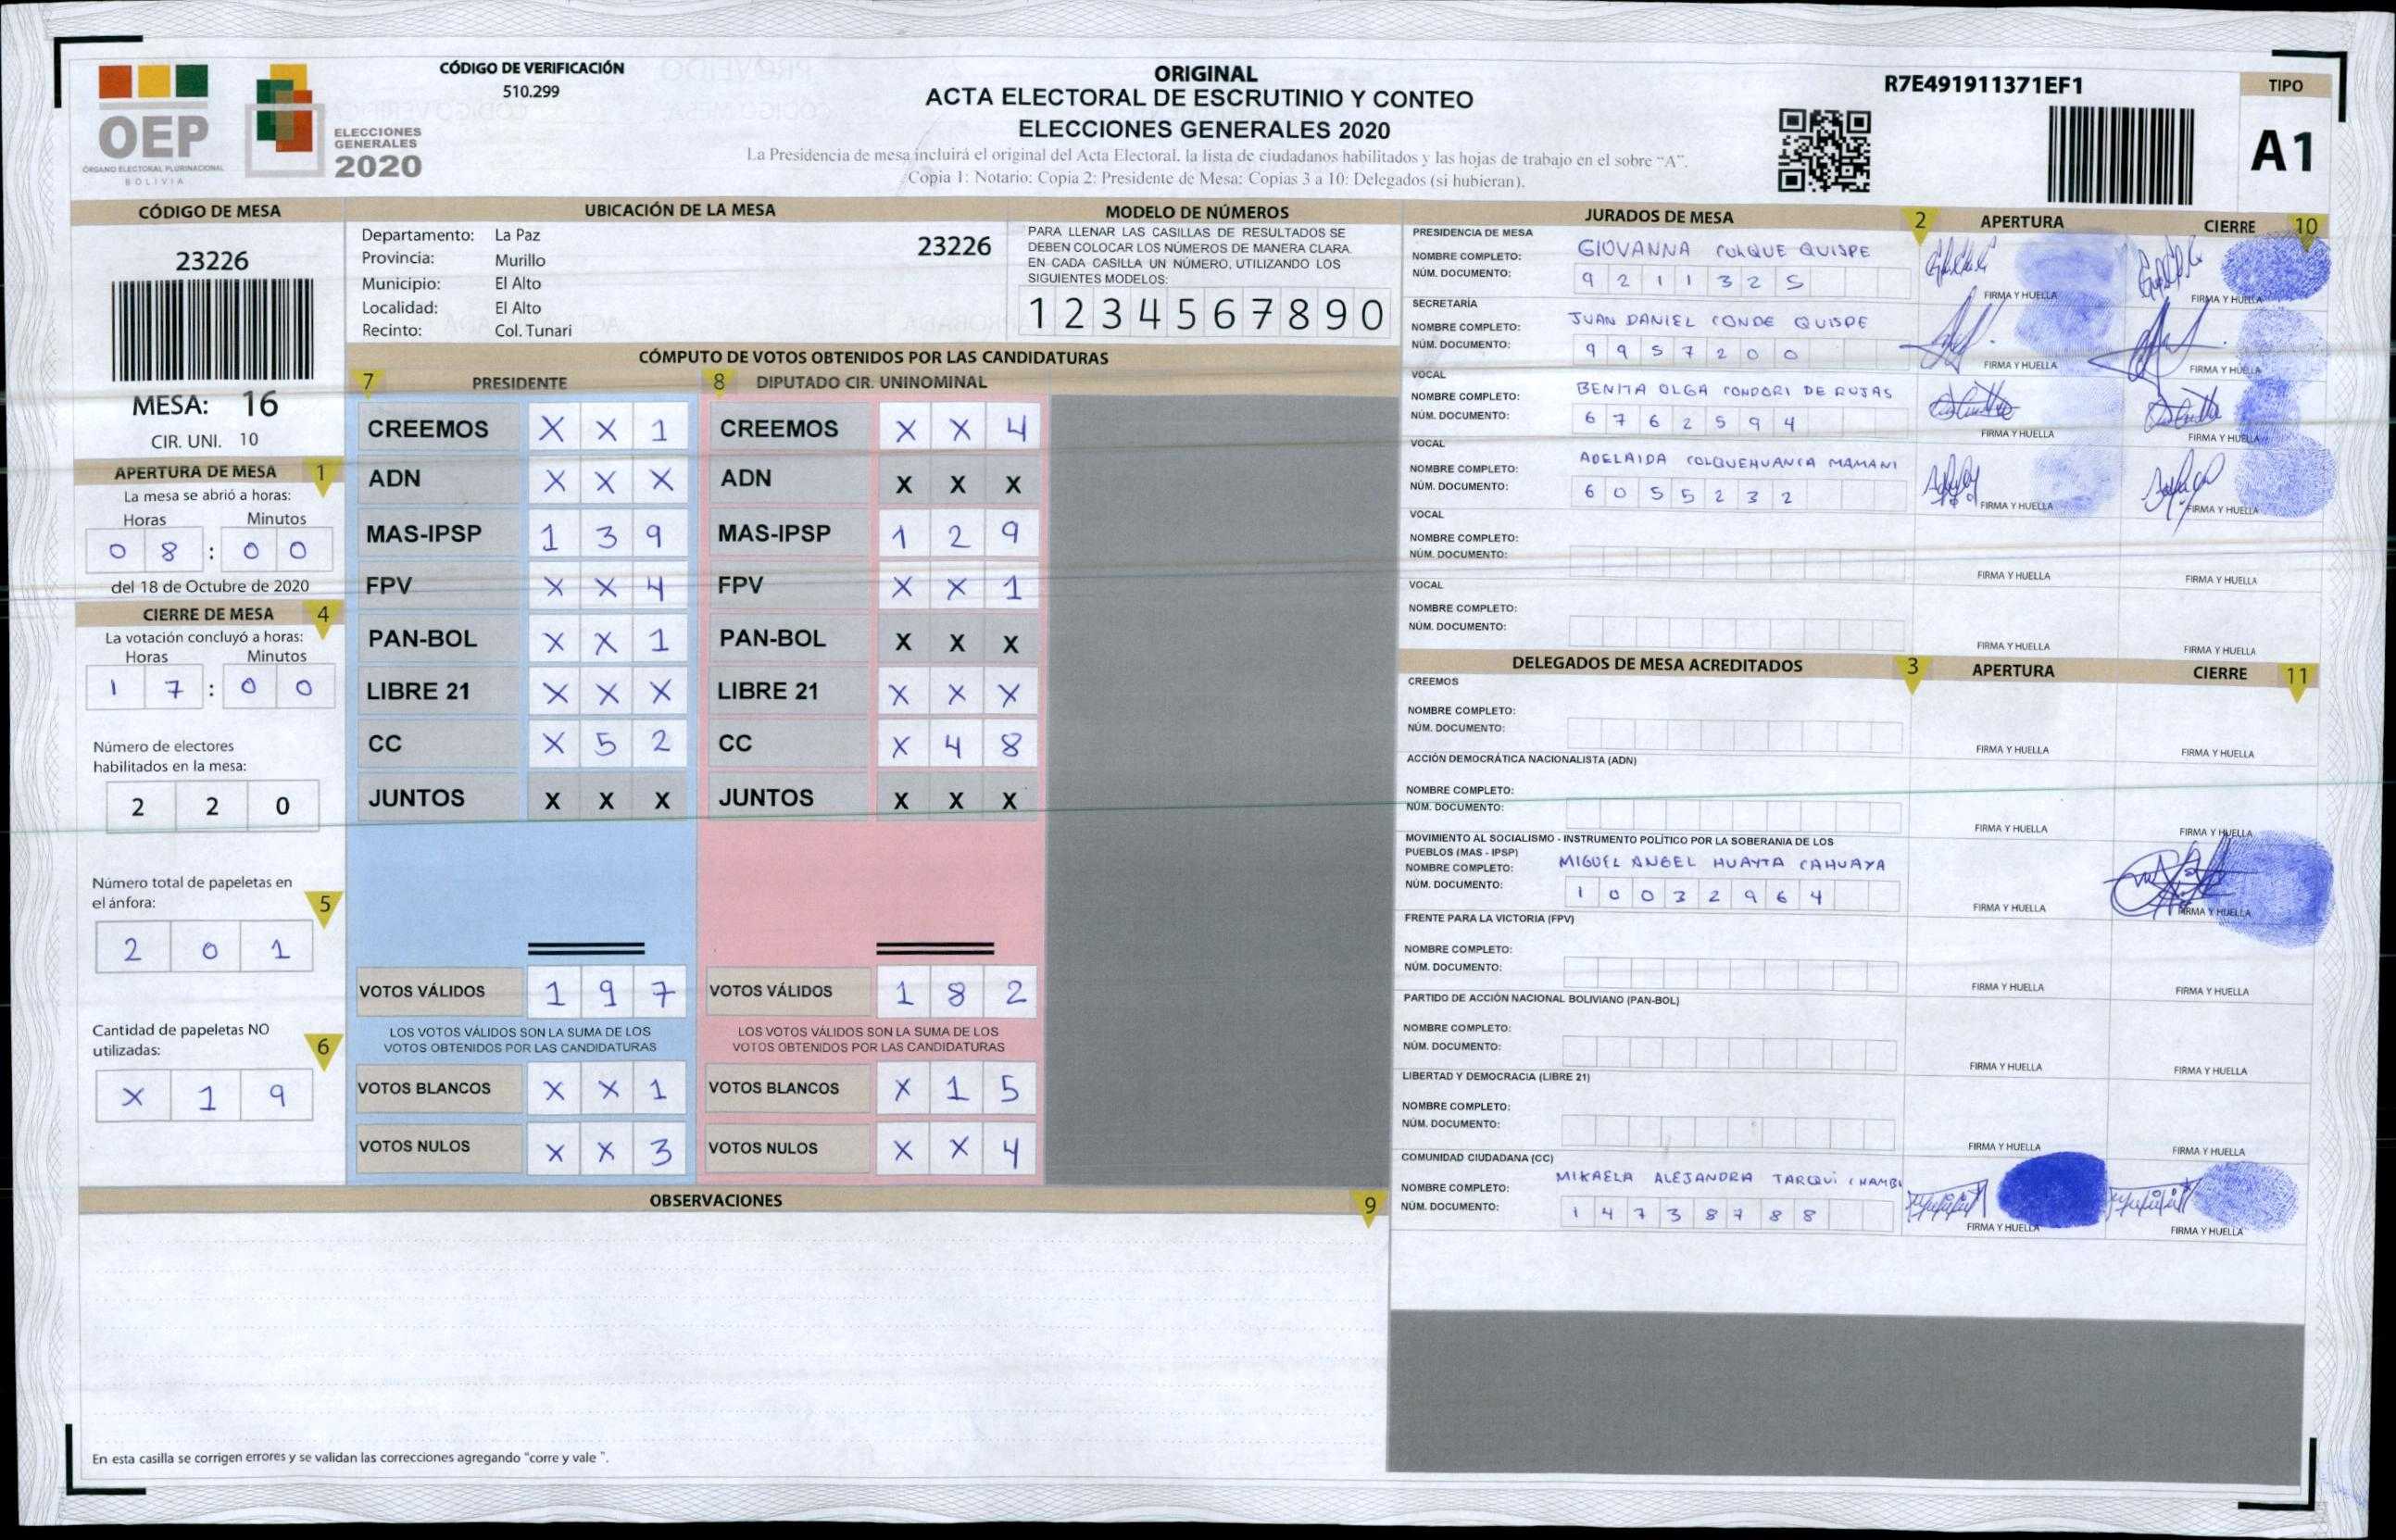 CÓDIGO DE VERIFICACIÓN
510.299
OEP
ÓRGANO ELECTORAL PLURINACIONAL
BOLIVIA
ELECCIONES
GENERALES
2020
ORIGINAL
ACTA ELECTORAL DE ESCRUTINIO Y CONTEO
ELECCIONES GENERALES 2020
La Presidencia de mesa incluirá el original del Acta Electoral, la lista de ciudadanos habilitados y las hojas de trabajo en el sobre “A”.
Copia 1: Notario: Copia 2: Presidente de Mesa: Copias 3 a 10: Delegados (si hubieran).
R7E491911371EF1
TIPO
A1
CÓDIGO DE MESA
23226
MESA: 16
CIR. UNI. 10
APERTURA DE MESA 1
La mesa se abrió a horas:
Horas Minutos
0 8 : 0 0
del 18 de Octubre de 2020
CIERRE DE MESA 4
La votación concluyó a horas:
Horas Minutos
1 7 : 0 0
Número de electores
habilitados en la mesa:
2 2 0
Número total de papeletas en
el ánfora: 5
2 0 1
Cantidad de papeletas NO
utilizadas: 6
X 1 9
UBICACIÓN DE LA MESA
Departamento: La Paz 23226
Provincia: Murillo
Municipio: El Alto
Localidad: El Alto
Recinto: Col. Tunari
MODELO DE NÚMEROS
PARA LLENAR LAS CASILLAS DE RESULTADOS SE
DEBEN COLOCAR LOS NÚMEROS DE MANERA CLARA.
EN CADA CASILLA UN NÚMERO, UTILIZANDO LOS
SIGUIENTES MODELOS:
1 2 3 4 5 6 7 8 9 0
CÓMPUTO DE VOTOS OBTENIDOS POR LAS CANDIDATURAS
7 PRESIDENTE 8 DIPUTADO CIR. UNINOMINAL
CREEMOS X X 1 CREEMOS X X 4
ADN X X X ADN X X X
MAS-IPSP 1 3 9 MAS-IPSP 1 2 9
FPV X X 4 FPV X X 1
PAN-BOL X X 1 PAN-BOL X X X
LIBRE 21 X X X LIBRE 21 X X X
CC X 5 2 CC X 4 8
JUNTOS X X X JUNTOS X X X
VOTOS VÁLIDOS 1 9 7 VOTOS VÁLIDOS 1 8 2
LOS VOTOS VÁLIDOS SON LA SUMA DE LOS LOS VOTOS VÁLIDOS SON LA SUMA DE LOS
VOTOS OBTENIDOS POR LAS CANDIDATURAS VOTOS OBTENIDOS POR LAS CANDIDATURAS
VOTOS BLANCOS X X 1 VOTOS BLANCOS X 1 5
VOTOS NULOS X X 3 VOTOS NULOS X X 4
OBSERVACIONES 9
En esta casilla se corrigen errores y se validan las correcciones agregando “corre y vale ”.
JURADOS DE MESA 2 APERTURA CIERRE 10
PRESIDENCIA DE MESA
NOMBRE COMPLETO: GIOVANNA COLQUE QUISPE
NÚM. DOCUMENTO: 9 2 1 1 3 2 5
FIRMA Y HUELLA FIRMA Y HUELLA
SECRETARÍA
NOMBRE COMPLETO: JUAN DANIEL CONDE QUISPE
NÚM. DOCUMENTO: 9 9 5 7 2 0 0
FIRMA Y HUELLA FIRMA Y HUELLA
VOCAL
NOMBRE COMPLETO: BENITA OLGA CONDORI DE ROJAS
NÚM. DOCUMENTO: 6 7 6 2 5 9 4
FIRMA Y HUELLA FIRMA Y HUELLA
VOCAL
NOMBRE COMPLETO: ADELAIDA COLQUEHUANCA MAMANI
NÚM. DOCUMENTO: 6 0 5 5 2 3 2
FIRMA Y HUELLA FIRMA Y HUELLA
VOCAL
NOMBRE COMPLETO:
NÚM. DOCUMENTO:
FIRMA Y HUELLA FIRMA Y HUELLA
VOCAL
NOMBRE COMPLETO:
NÚM. DOCUMENTO:
FIRMA Y HUELLA FIRMA Y HUELLA
DELEGADOS DE MESA ACREDITADOS 3 APERTURA CIERRE 11
CREEMOS
NOMBRE COMPLETO:
NÚM. DOCUMENTO:
FIRMA Y HUELLA FIRMA Y HUELLA
ACCIÓN DEMOCRÁTICA NACIONALISTA (ADN)
NOMBRE COMPLETO:
NÚM. DOCUMENTO:
FIRMA Y HUELLA FIRMA Y HUELLA
MOVIMIENTO AL SOCIALISMO - INSTRUMENTO POLÍTICO POR LA SOBERANIA DE LOS
PUEBLOS (MAS - IPSP)
NOMBRE COMPLETO: MIGUEL ANGEL HUAYTA CAHUAYA
NÚM. DOCUMENTO: 1 0 0 3 2 9 6 4
FIRMA Y HUELLA FIRMA Y HUELLA
FRENTE PARA LA VICTORIA (FPV)
NOMBRE COMPLETO:
NÚM. DOCUMENTO:
FIRMA Y HUELLA FIRMA Y HUELLA
PARTIDO DE ACCIÓN NACIONAL BOLIVIANO (PAN-BOL)
NOMBRE COMPLETO:
NÚM. DOCUMENTO:
FIRMA Y HUELLA FIRMA Y HUELLA
LIBERTAD Y DEMOCRACIA (LIBRE 21)
NOMBRE COMPLETO:
NÚM. DOCUMENTO:
FIRMA Y HUELLA FIRMA Y HUELLA
COMUNIDAD CIUDADANA (CC)
NOMBRE COMPLETO: MIKAELA ALEJANDRA TARQUI CHAMBI
NÚM. DOCUMENTO: 1 4 7 3 8 7 8 8
FIRMA Y HUELLA FIRMA Y HUELLA